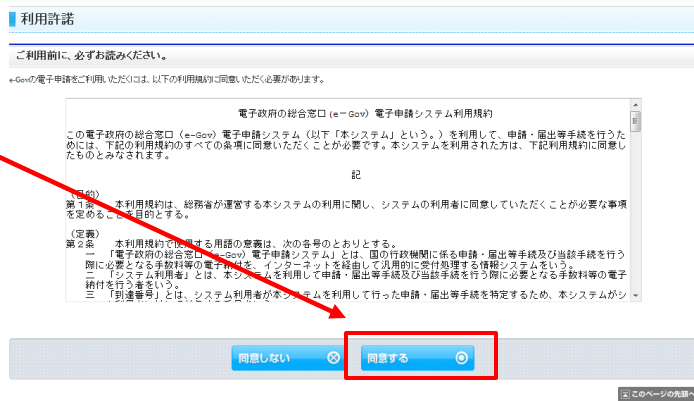 利用許諾
ご利用前に、必ずお読みください。
e-Govの電子申請をご利用いただくには、以下の利用規約に同意いただく必要があります。
電子政府の総合窓口(e-Gov)電子申請システム利用規約
この電子政府の総合窓口(e-Gov)電子申請システム(以下「本システム」という。)を利用して、申請・届出等手続を行うた
めには、下記の利用規約のすべての条項に同意いただくことが必要です。本システムを利用された方は、下記利用規約に同意し
たものとみなされます。
記
(目的)
第1条 本利用規約は、総務省が運営する本システムの利用に関し、システムの利用者に同意していただくことが必要な事項
を定めることを目的とする。
(定義)
第2条 本利用規約で使用する用語の意義は、次の各号のとおりとする。
一 「電子政府の総合窓口(e-Gov)電子申請システム」とは、国の行政機関に係る申請・届出等手続及び当該手続を行う
際に必要となる手数料等の電子納付を、インターネットを経由して汎用的に受付処理する情報システムをいう。
二 「システム利用者」とは、本システムを利用して申請・届出等手続及び当該手続を行う際に必要となる手数料等の電子
納付を行う者をいう。
三 「到達番号」とは、システム利用者が本システムを利用して行った申請・届出等手続を特定するため、本システムがシ
同意しない
同意する
このページの先頭へ